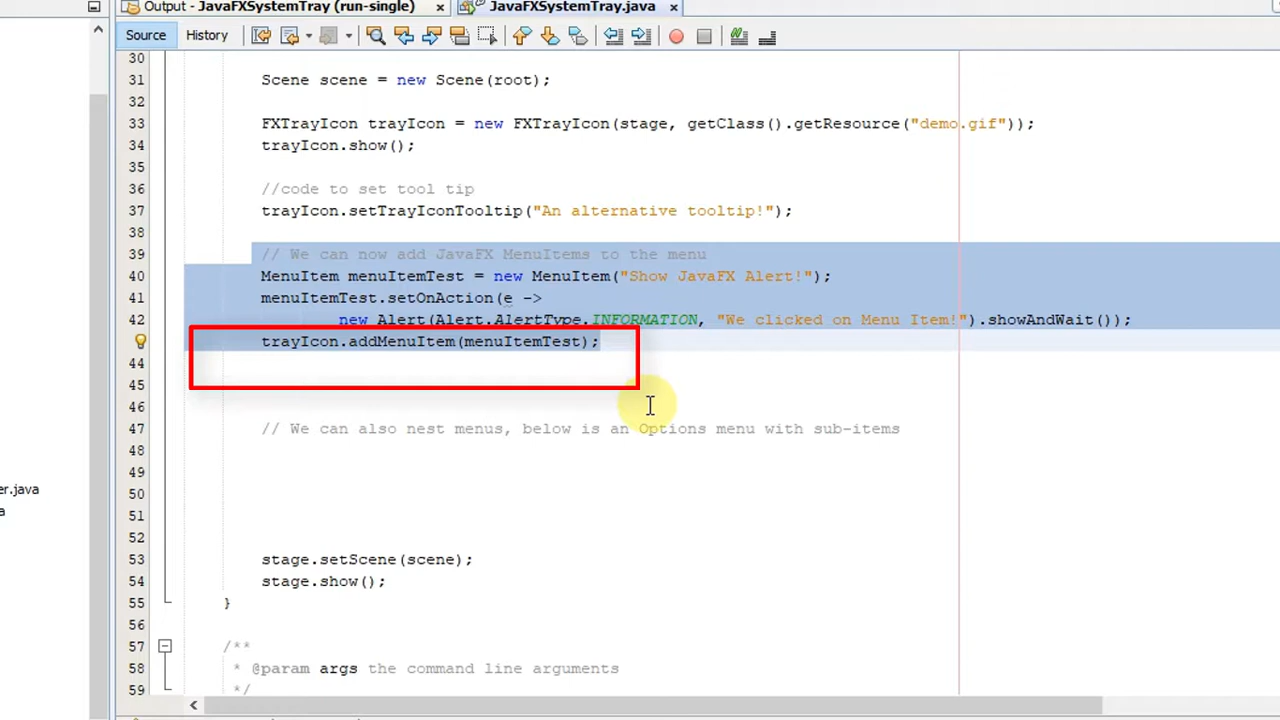 Output - JavaFXSystemTray (run-single) × JavaFXSystemTray.java ×
Source History
30
31 Scene scene = new Scene(root);
32
33 FXTrayIcon trayIcon = new FXTrayIcon(stage, getClass().getResource("demo.gif"));
34 trayIcon.show();
35
36 //code to set tool tip
37 trayIcon.setTrayIconTooltip("An alternative tooltip!");
38
39 // We can now add JavaFX MenuItems to the menu
40 MenuItem menuItemTest = new MenuItem("Show JavaFX Alert!");
41 menuItemTest.setOnAction(e ->
42 new Alert(Alert.AlertType.INFORMATION, "We clicked on Menu Item!").showAndWait());
trayIcon.addMenuItem(menuItemTest);
44
45
46
47 // We can also nest menus, below is an Options menu with sub-items
48
49
er.java
50
a
51
52
53 stage.setScene(scene);
54 stage.show();
55 }
56
57 /**
58 * @param args the command line arguments
59 */